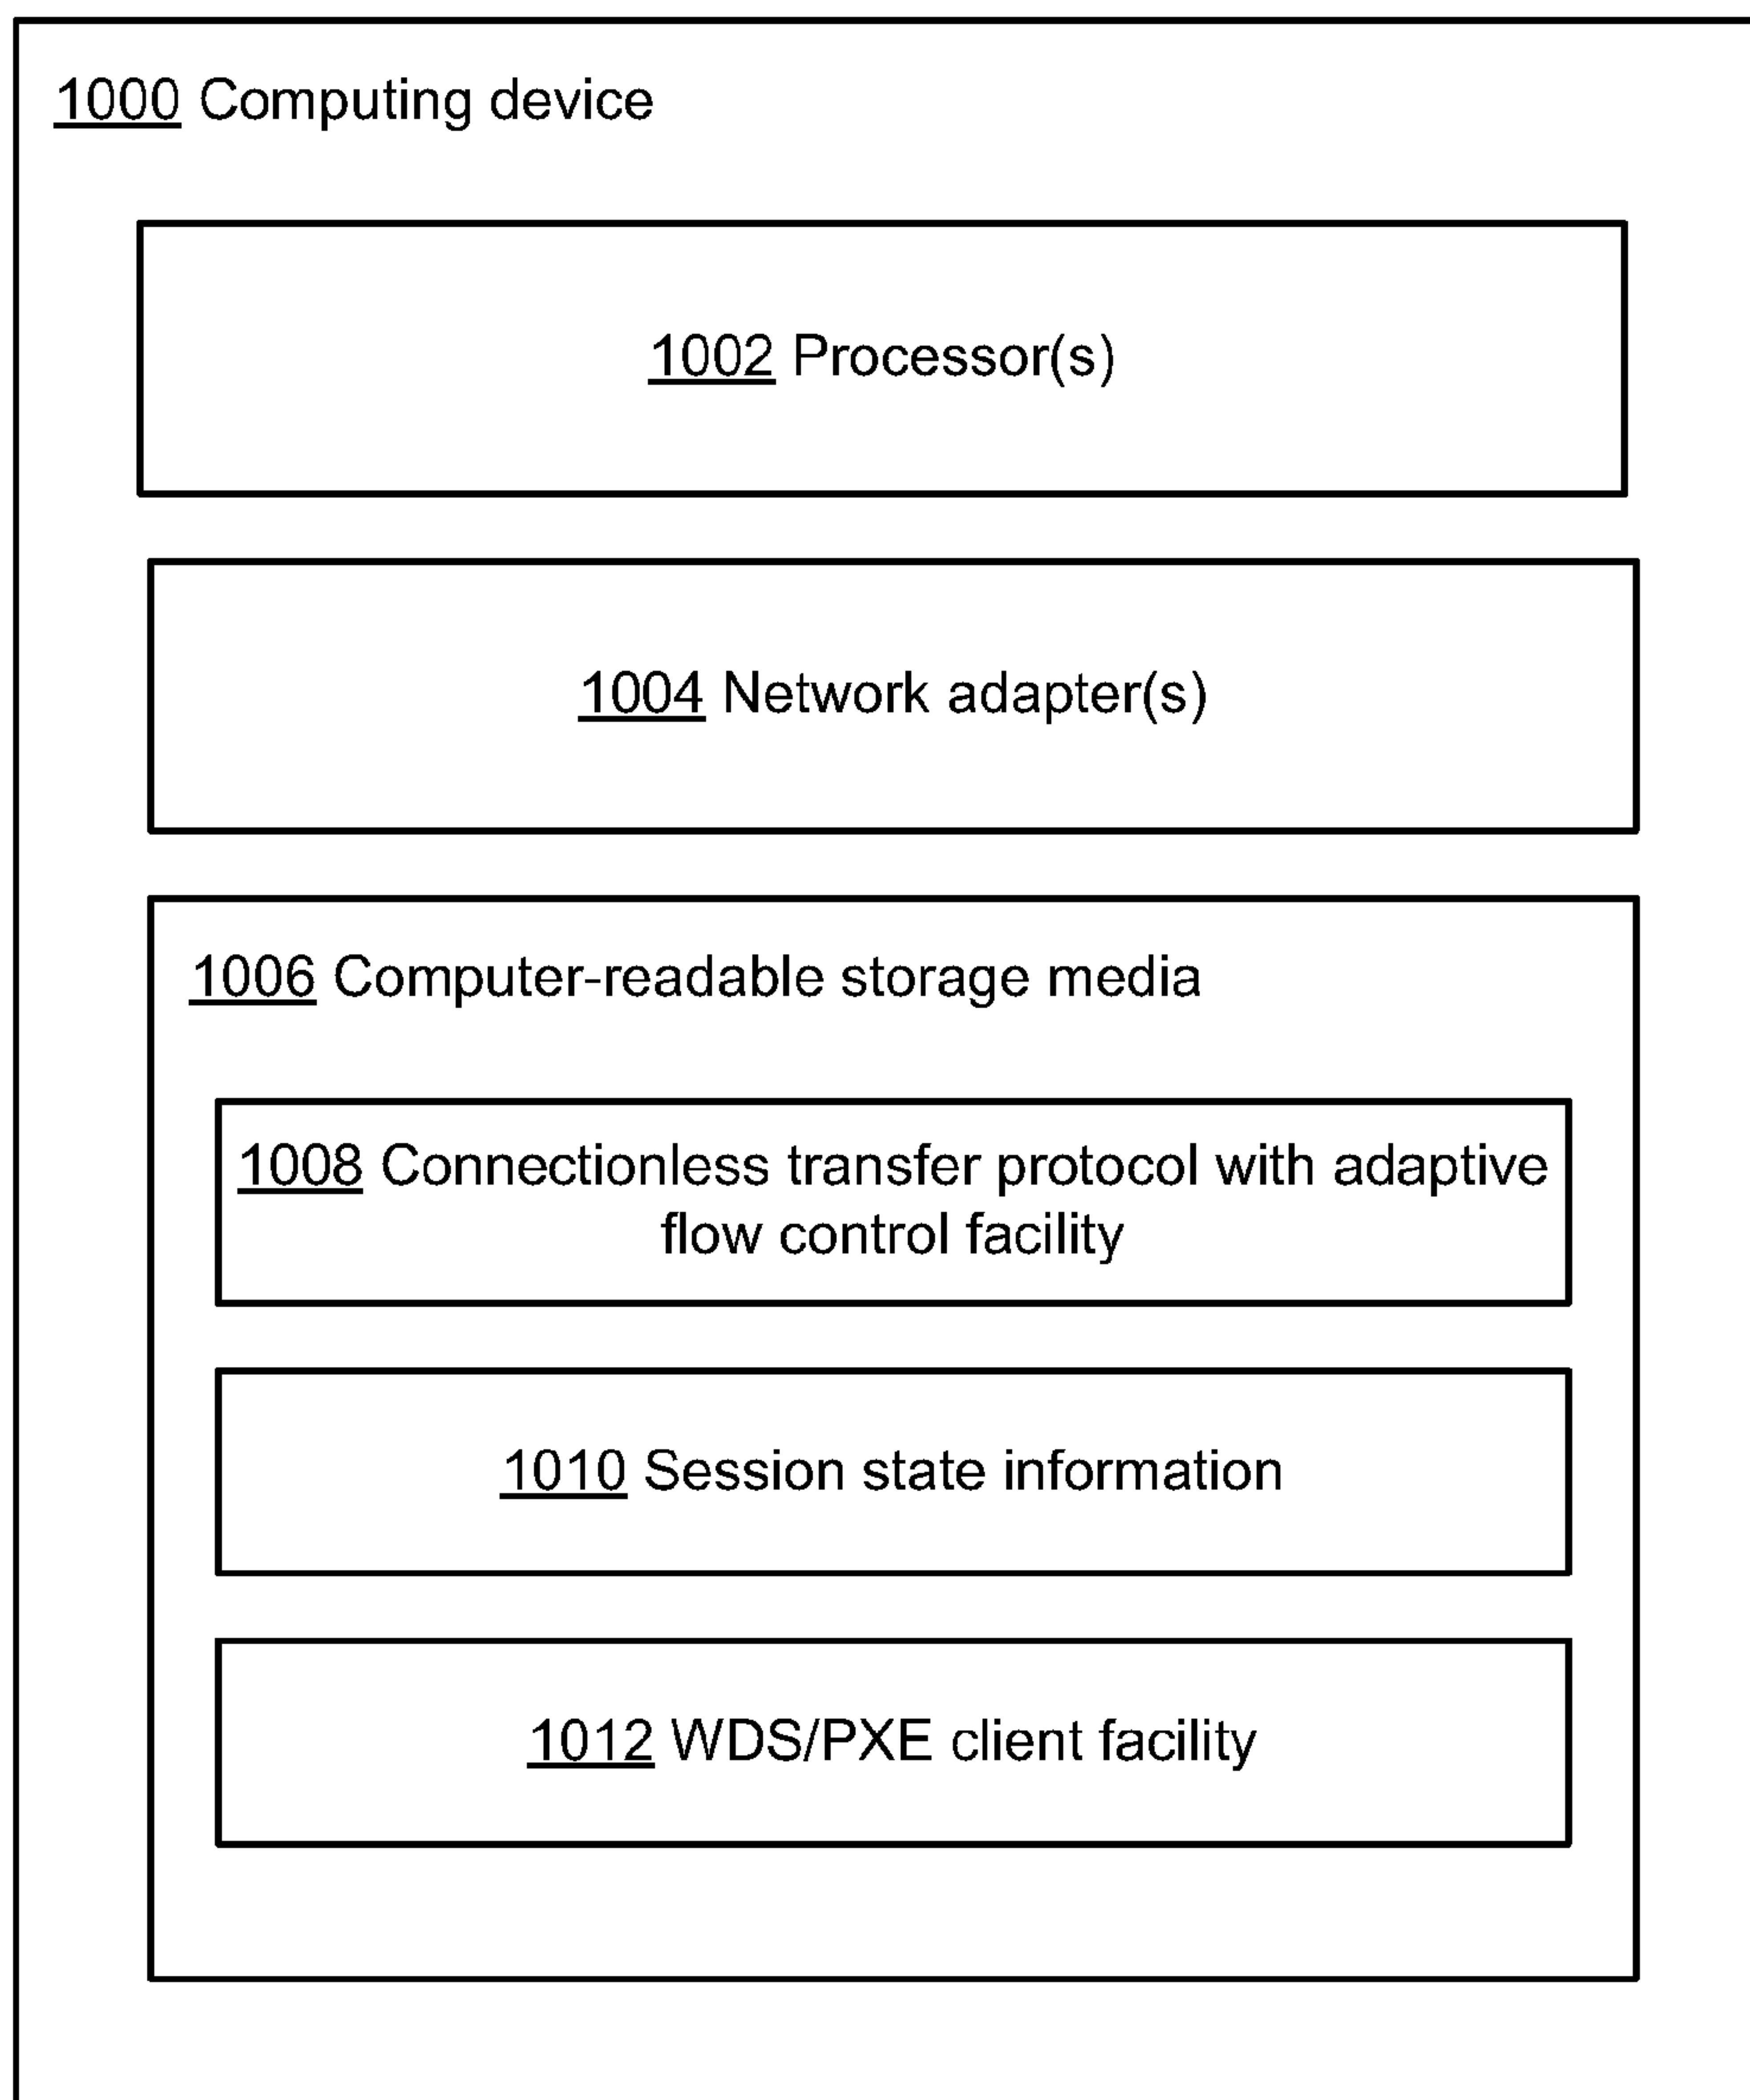 1000 Computing device
1002 Processor(s)
1004 Network adapter(s)
1006 Computer-readable storage media
1008 Connectionless transfer protocol with adaptive
flow control facility
1010 Session state information
1012 WDS/PXE client facility